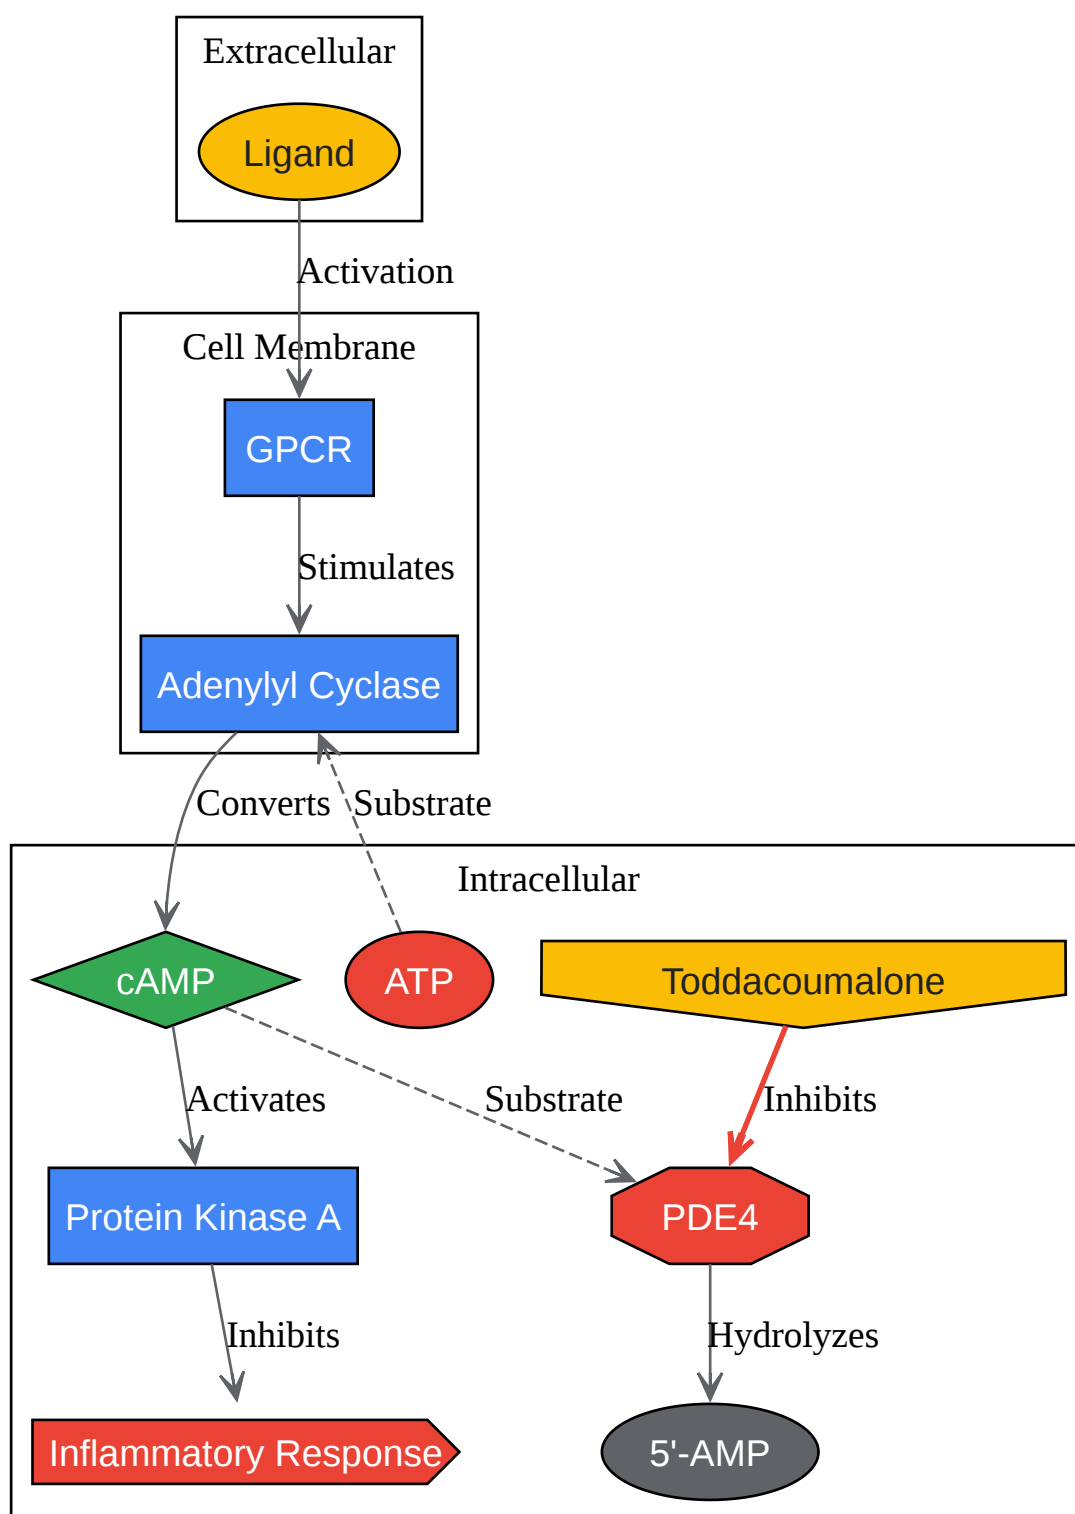 Extracellular
Ligand
Activation
Cell Membrane
GPCR
Stimulates
Adenylyl Cyclase
Converts
Substrate
Intracellular
cAMP
ATP
Toddacoumalone
Activates
Substrate
Inhibits
Protein Kinase A
PDE4
Inhibits
Hydrolyzes
Inflammatory Response
5'-AMP